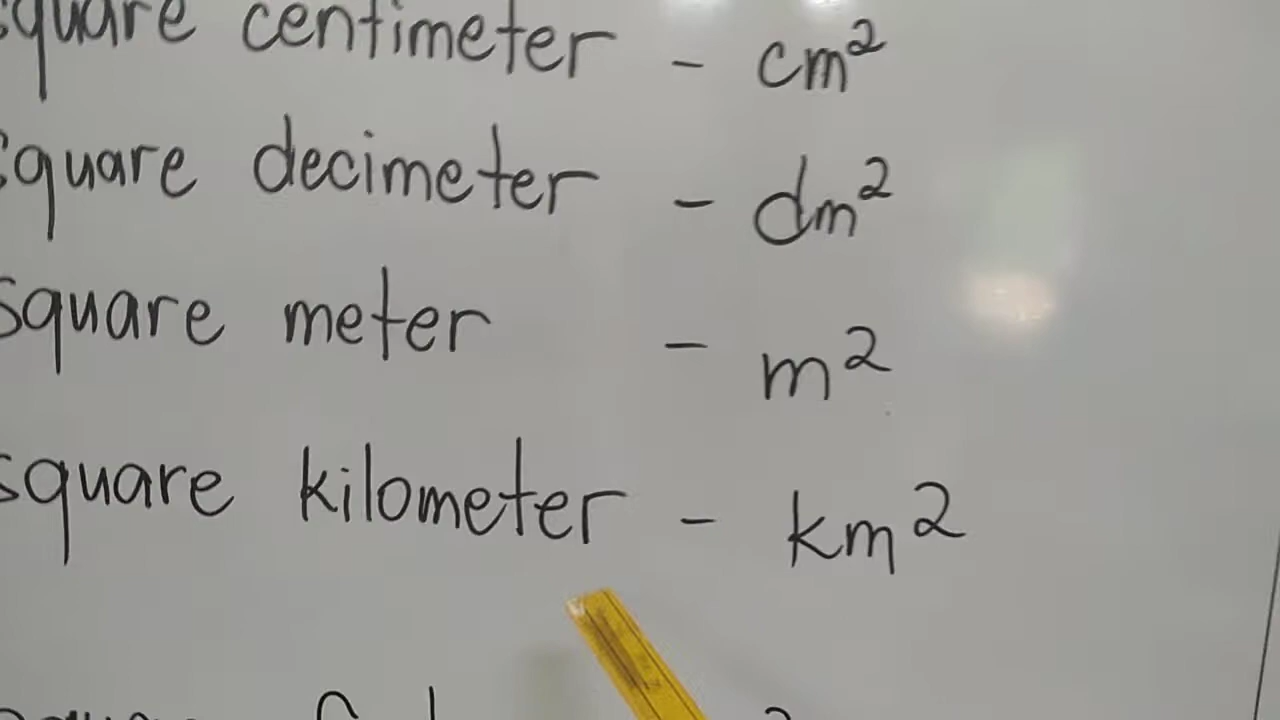 square centimeter - cm²
square decimeter - dm²
square meter - m²
square kilometer - km²